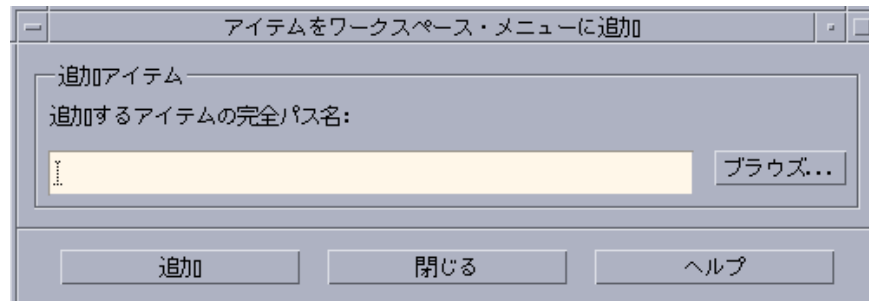 アイテムをワークスペース・メニューに追加
追加アイテム
追加するアイテムの完全パス名:
ブラウズ...
追加
閉じる
ヘルプ